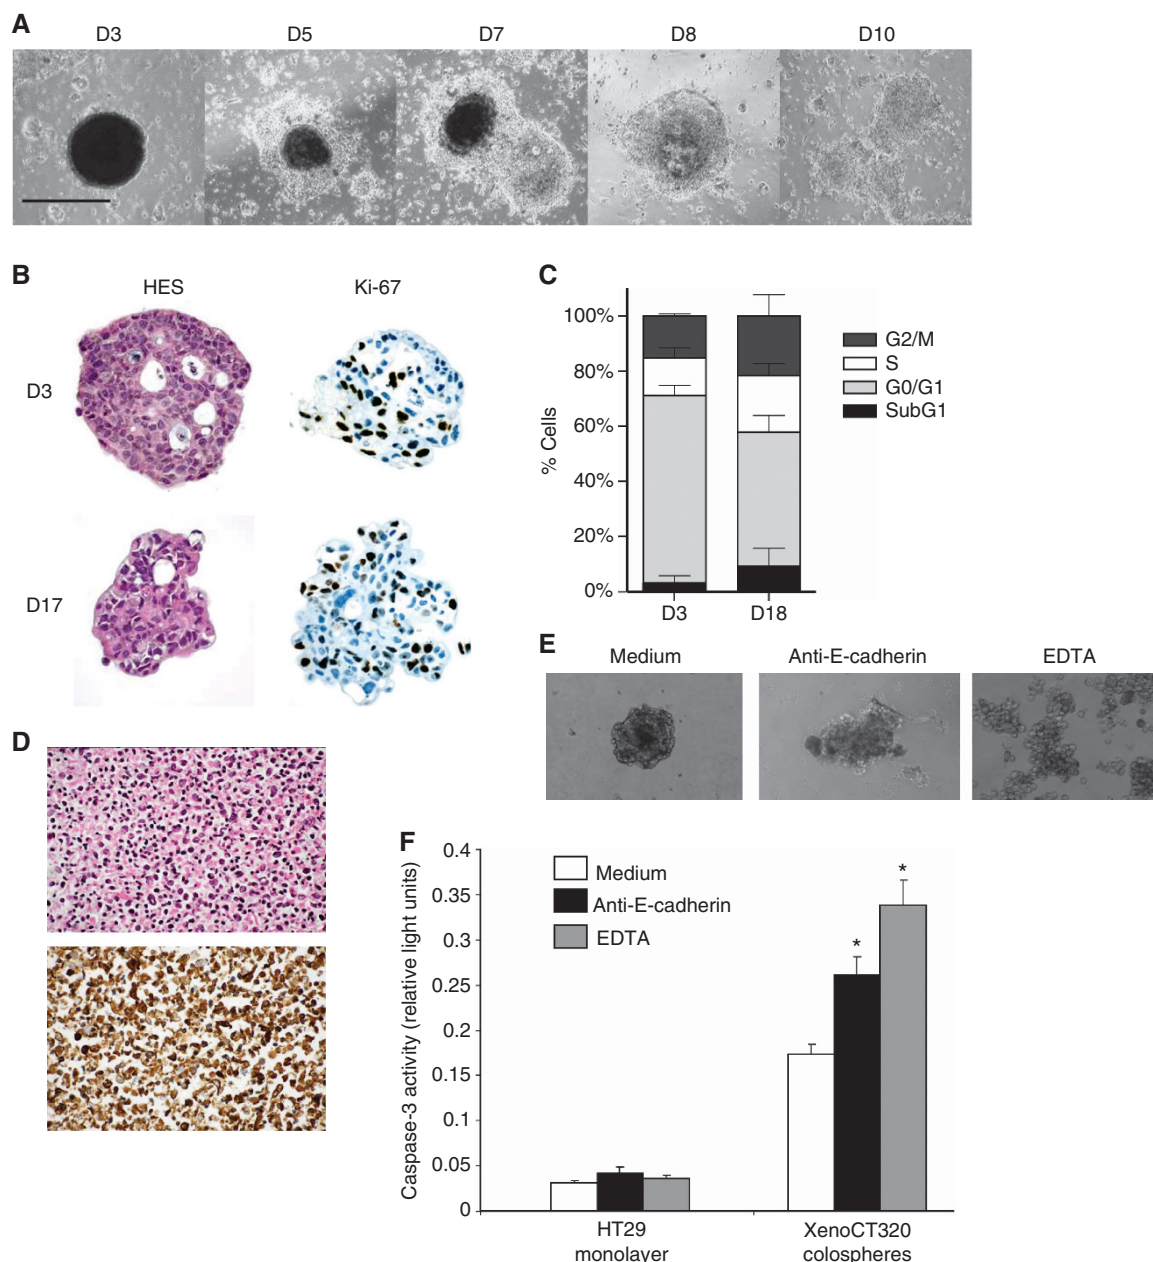 A
D3 D5 D7 D8 D10
B
HES Ki-67
D3
D17
C
100%
80%
60%
40%
20%
0%
% Cells
D3 D18
G2/M
S
G0/G1
SubG1
D
E
Medium Anti-E-cadherin EDTA
F
0.4
0.35
0.3
0.25
0.2
0.15
0.1
0.05
0
Caspase-3 activity (relative light units)
Medium
Anti-E-cadherin
EDTA
*
*
HT29
monolayer
XenoCT320
colospheres